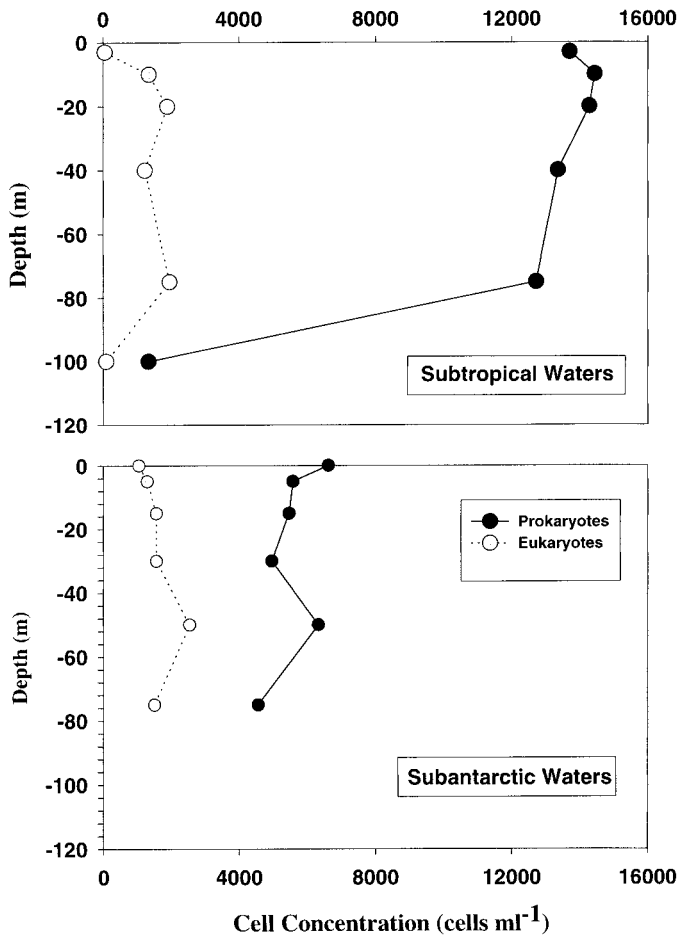 0 4000 8000 12000 16000
0
-20
-40
-60
-80
-100
-120
Depth (m)
Subtropical Waters
0
-20
-40
-60
-80
-100
-120
Depth (m)
Prokaryotes
Eukaryotes
Subantarctic Waters
0 4000 8000 12000 16000
Cell Concentration (cells ml-1)